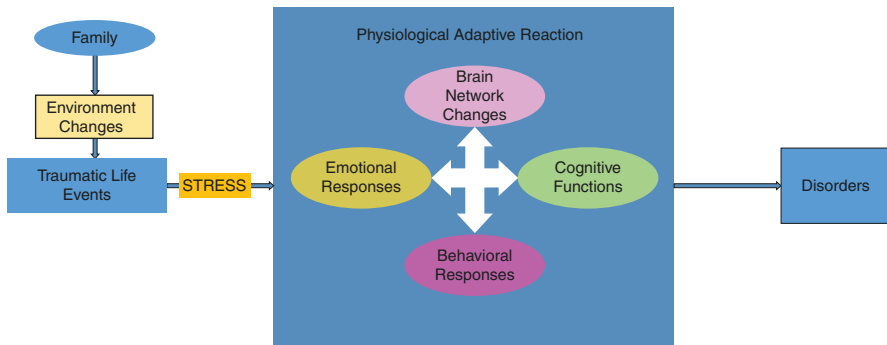 Family
Environment
Changes
Traumatic Life
Events
STRESS
Physiological Adaptive Reaction
Brain
Network
Changes
Emotional
Responses
Cognitive
Functions
Behavioral
Responses
Disorders